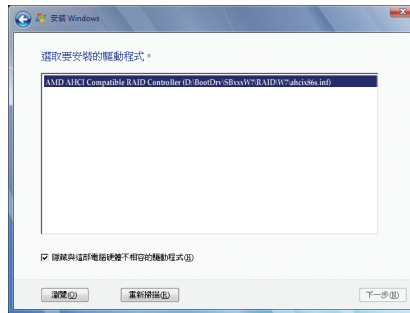 安裝 Windows
選取要安裝的驅動程式。
AMD AHCI Compatible RAID Controller (D:\BootDrv\SBxxxW7\RAID\W7\ahcix86s.inf)
隱藏與這部電腦硬體不相容的驅動程式(H)
瀏覽(O) 重新掃描(R) 下一步(N)